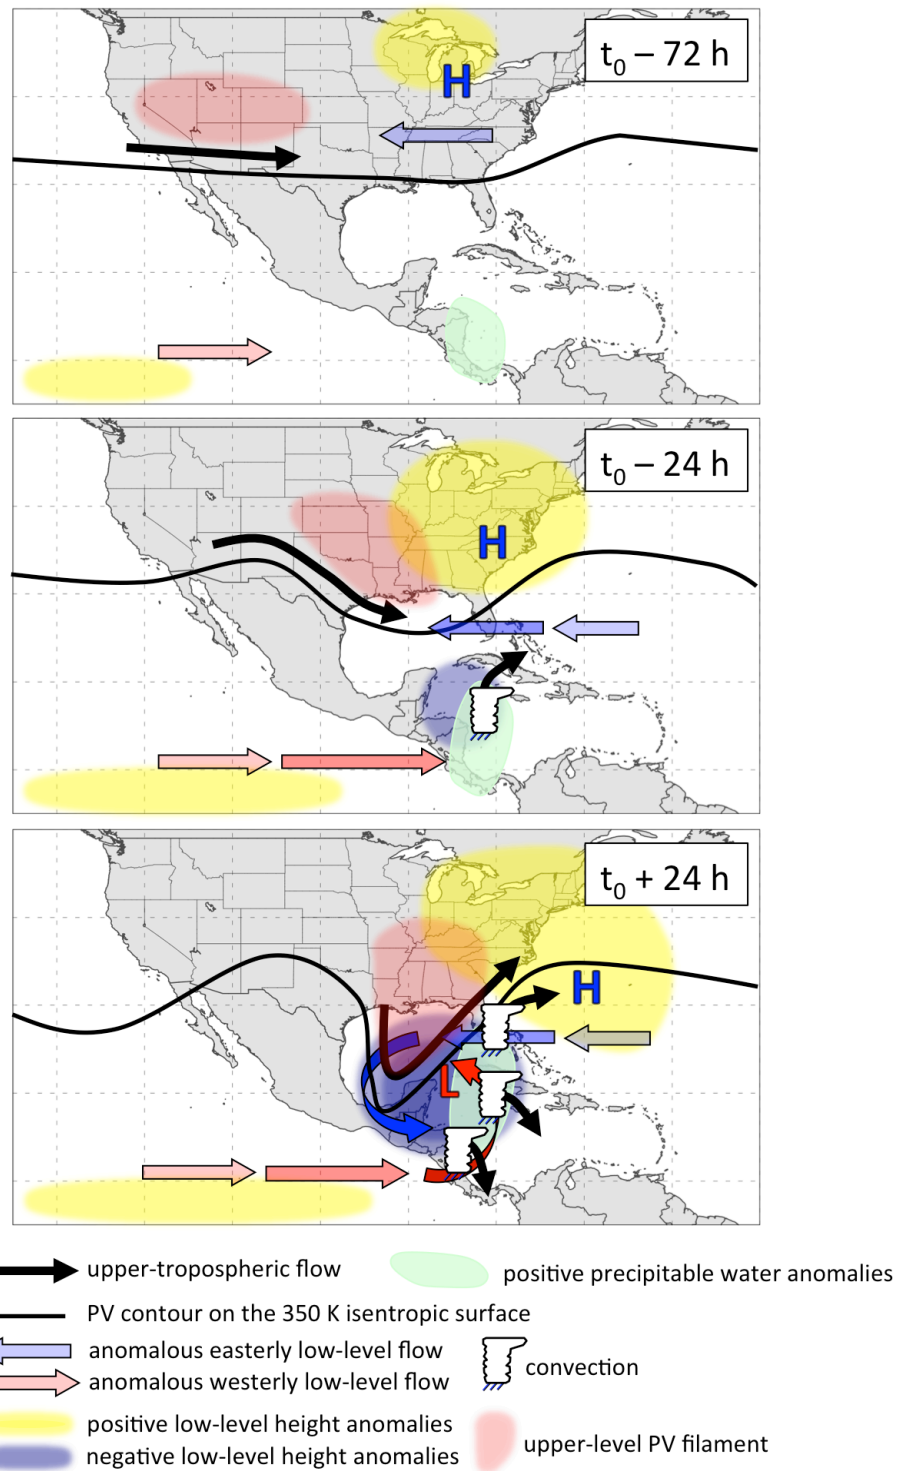 t₀ – 72 h
H
t₀ – 24 h
H
t₀ + 24 h
H
L
upper-tropospheric flow
positive precipitable water anomalies
PV contour on the 350 K isentropic surface
anomalous easterly low-level flow
convection
anomalous westerly low-level flow
positive low-level height anomalies
upper-level PV filament
negative low-level height anomalies